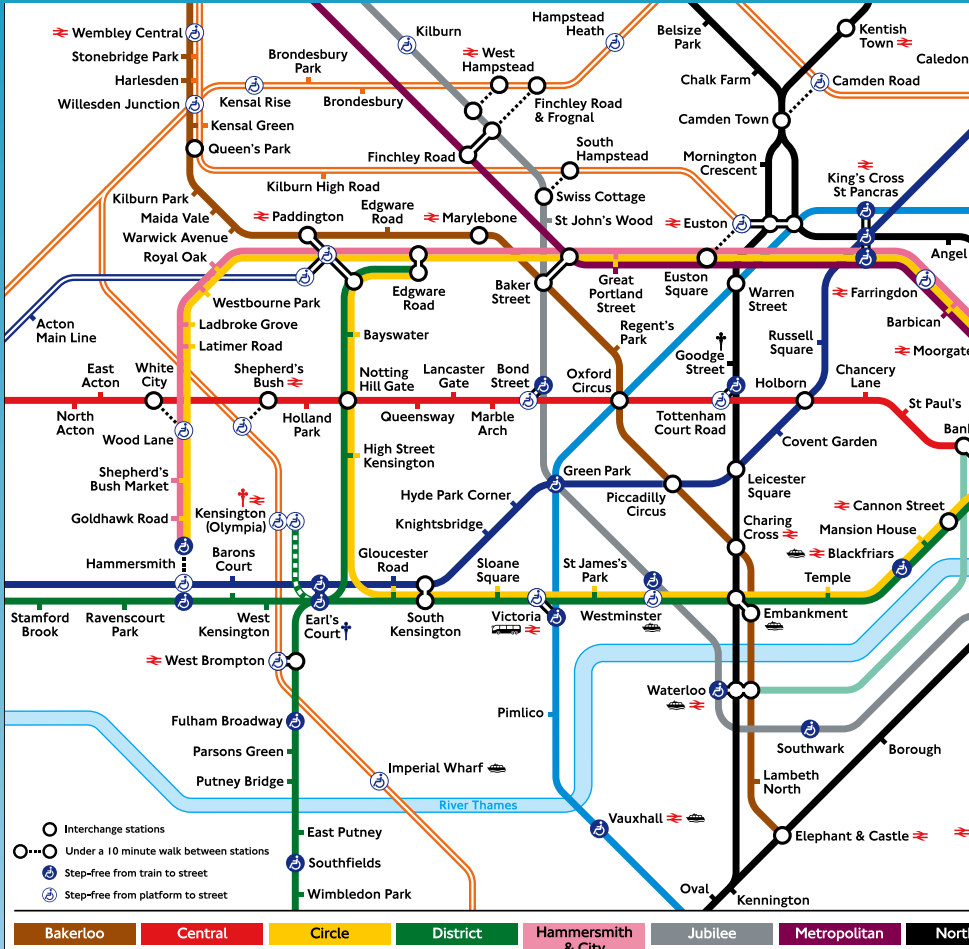 Wembley Central
Stonebridge Park
Harlesden
Willesden Junction
Kensal Rise
Brondesbury
Park
Brondesbury
Kensal Green
Queen's Park
Kilburn
West
Hampstead
Hampstead
Heath
Finchley Road
& Frognal
Finchley Road
South
Hampstead
Swiss Cottage
Kilburn High Road
St John's Wood
Belsize
Park
Chalk Farm
Kentish
Town
Caledon
Camden Road
Camden Town
Mornington
Crescent
King's Cross
St Pancras
Euston
Angel
Kilburn Park
Maida Vale
Warwick Avenue
Royal Oak
Paddington
Edgware
Road
Marylebone
Westbourne Park
Edgware
Road
Baker
Street
Great
Portland
Street
Euston
Square
Warren
Street
Farringdon
Barbican
Moorgate
Acton
Main Line
Ladbroke Grove
Latimer Road
Bayswater
Regent's
Park
Goodge
Street
Russell
Square
East
Acton
White
City
Shepherd's
Bush
Notting
Hill Gate
Lancaster
Gate
Bond
Street
Oxford
Circus
Holborn
Chancery
Lane
St Paul's
Bank
North
Acton
Wood Lane
Holland
Park
Queensway
Marble
Arch
Tottenham
Court Road
Covent Garden
Shepherd's
Bush Market
High Street
Kensington
Green Park
Leicester
Square
Goldhawk Road
Kensington
(Olympia)
Hyde Park Corner
Knightsbridge
Piccadilly
Circus
Charing
Cross
Cannon Street
Mansion House
Blackfriars
Hammersmith
Barons
Court
Gloucester
Road
Sloane
Square
St James's
Park
Temple
Stamford
Brook
Ravenscourt
Park
West
Kensington
Earl's
Court
South
Kensington
Victoria
Westminster
Embankment
West Brompton
Waterloo
Fulham Broadway
Pimlico
Southwark
Borough
Parsons Green
Putney Bridge
Imperial Wharf
Lambeth
North
River Thames
East Putney
Vauxhall
Elephant & Castle
Southfields
Wimbledon Park
Oval
Kennington
Interchange stations
Under a 10 minute walk between stations
Step-free from train to street
Step-free from platform to street
Bakerloo
Central
Circle
District
Hammersmith
& City
Jubilee
Metropolitan
North